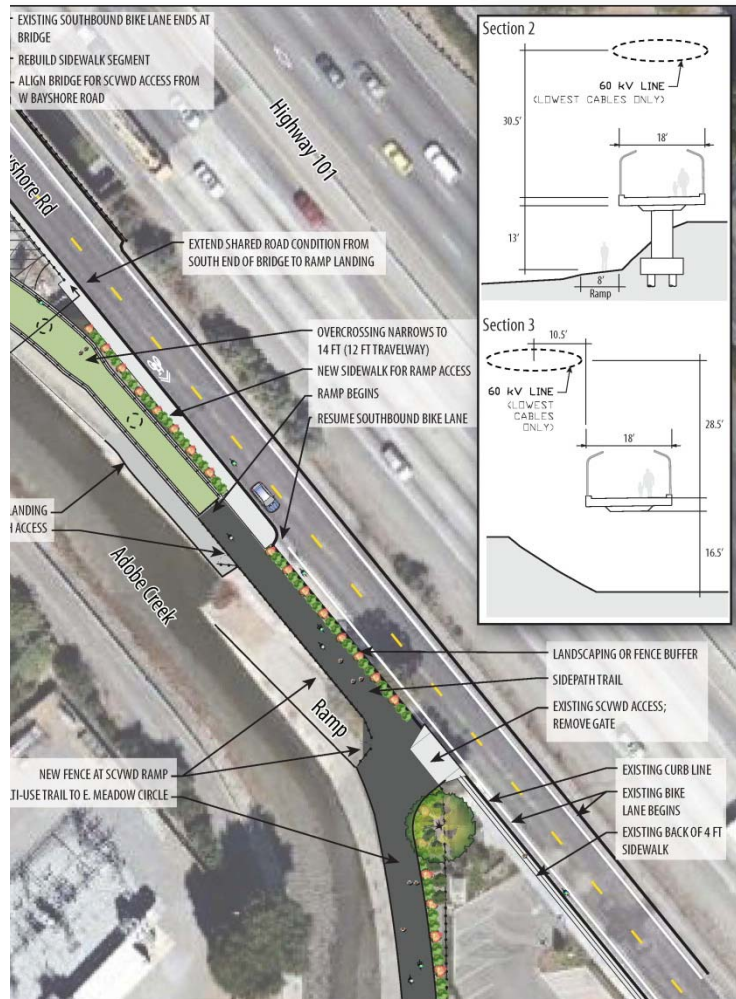 EXISTING SOUTHBOUND BIKE LANE ENDS AT
BRIDGE
REBUILD SIDEWALK SEGMENT
ALIGN BRIDGE FOR SCVWD ACCESS FROM
W BAYSHORE ROAD
Highway 101
yshore Rd
EXTEND SHARED ROAD CONDITION FROM
SOUTH END OF BRIDGE TO RAMP LANDING
OVERCROSSING NARROWS TO
14 FT (12 FT TRAVELWAY)
NEW SIDEWALK FOR RAMP ACCESS
RAMP BEGINS
RESUME SOUTHBOUND BIKE LANE
LANDING
H ACCESS
Adobe Creek
Ramp
LANDSCAPING OR FENCE BUFFER
SIDEPATH TRAIL
EXISTING SCVWD ACCESS;
REMOVE GATE
NEW FENCE AT SCVWD RAMP
LTI-USE TRAIL TO E. MEADOW CIRCLE
EXISTING CURB LINE
EXISTING BIKE
LANE BEGINS
EXISTING BACK OF 4 FT
SIDEWALK
Section 2
60 kV LINE
(LOWEST CABLES ONLY)
30.5'
18'
13'
8'
Ramp
Section 3
10.5'
60 kV LINE
(LOWEST
CABLES
ONLY)
28.5'
18'
16.5'